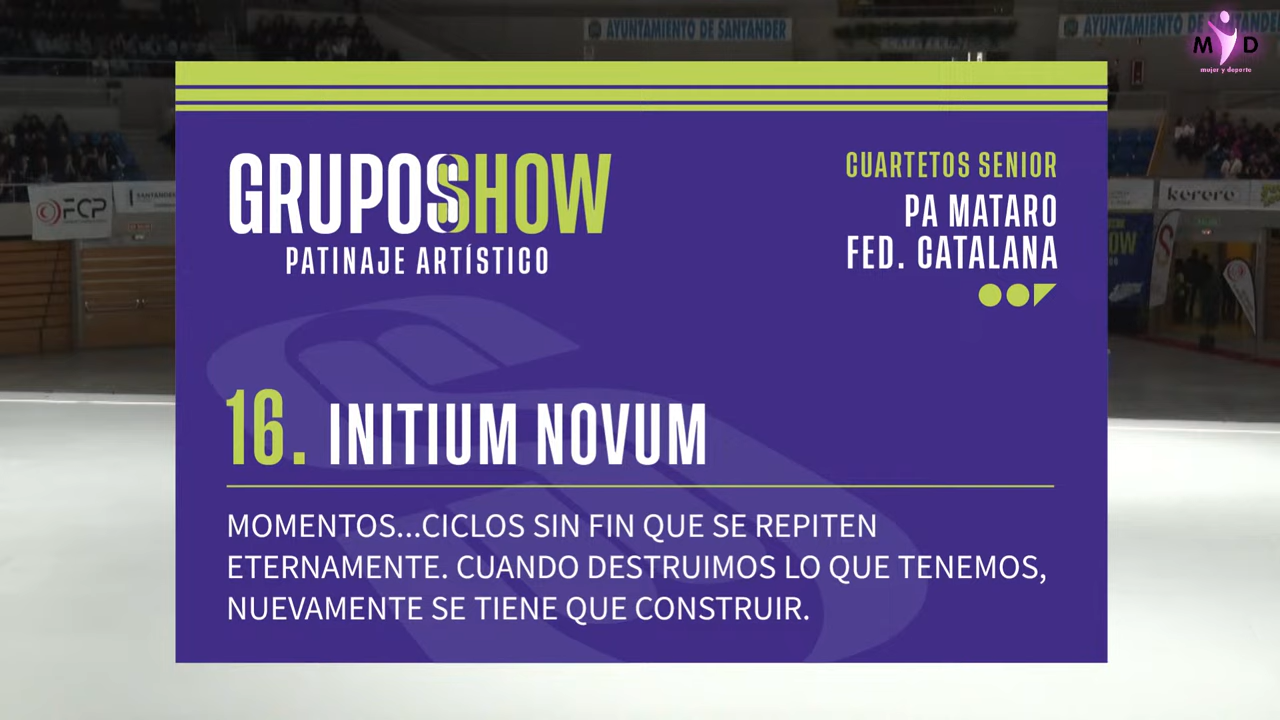 AYUNTAMIENTO DE SANTANDER
AYUNTAMIENTO DE SANTANDER
M D
mujer y deporte
GRUPOSSHOW
PATINAJE ARTÍSTICO
CUARTETOS SENIOR
PA MATARO
FED. CATALANA
FCP
SANTANDER
kerere
16. INITIUM NOVUM
MOMENTOS...CICLOS SIN FIN QUE SE REPITEN
ETERNAMENTE. CUANDO DESTRUIMOS LO QUE TENEMOS,
NUEVAMENTE SE TIENE QUE CONSTRUIR.